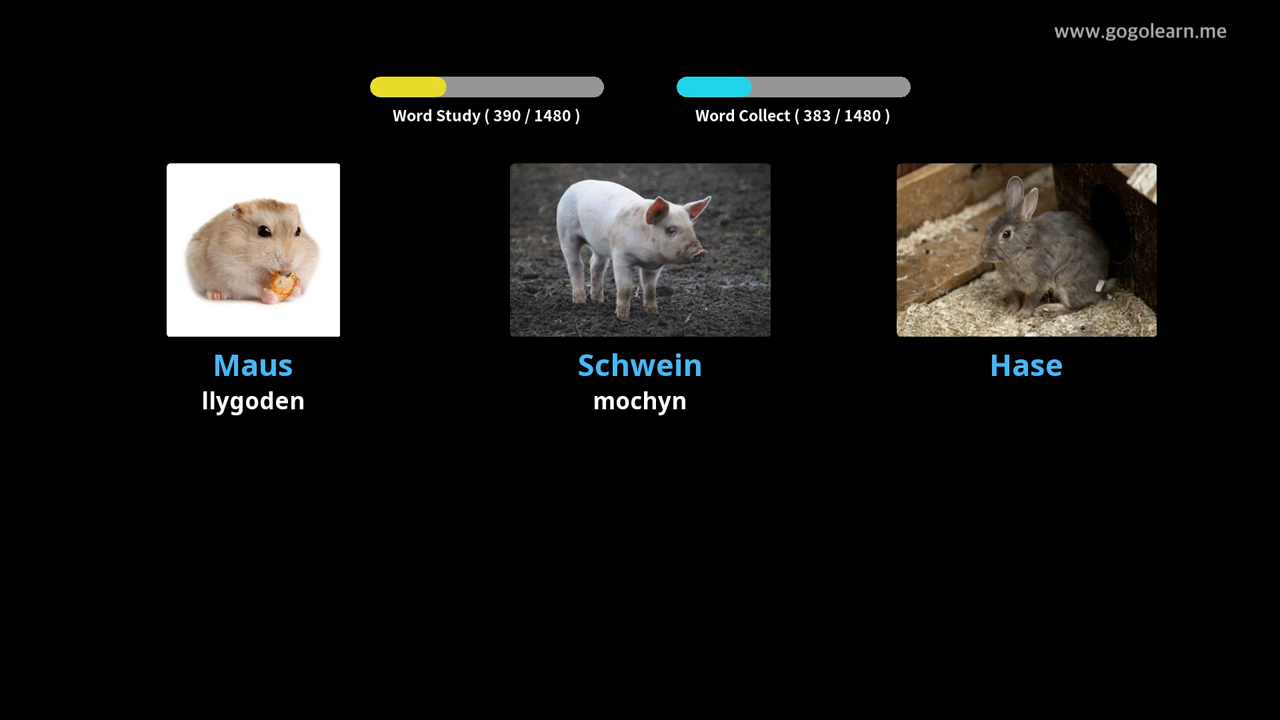 www.gogolearn.me
Word Study ( 390 / 1480 )
Word Collect ( 383 / 1480 )
Maus
llygoden
Schwein
mochyn
Hase